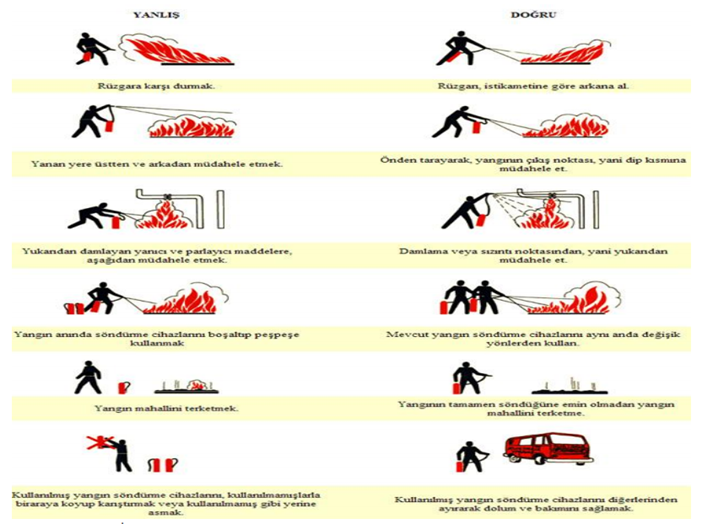 YANLIŞ
DOĞRU
Rüzgara karşı durmak.
Rüzgarı, istikametine göre arkana al.
Yanan yere üstten ve arkadan müdahele etmek.
Önden tarayarak, yangının çıkış noktası, yani dip kısmına
müdahele et.
Yukarıdan damlayan yanıcı ve parlayıcı maddelere,
aşağıdan müdahele etmek.
Damlama veya sızıntı noktasından, yani yukarıdan
müdahele et.
Yangın anında söndürme cihazlarını boşaltıp peşpeşe
kullanmak
Mevcut yangın söndürme cihazlarını aynı anda değişik
yönlerden kullan.
Yangın mahallini terketmek.
Yangının tamamen söndüğüne emin olmadan yangın
mahallini terketme.
Kullanılmış yangın söndürme cihazlarını, kullanılmamışlarla
biraraya koyup karıştırmak veya kullanılmamış gibi yerine
asmak.
Kullanılmış yangın söndürme cihazlarını diğerlerinden
ayırarak dolum ve bakımını sağlamak.